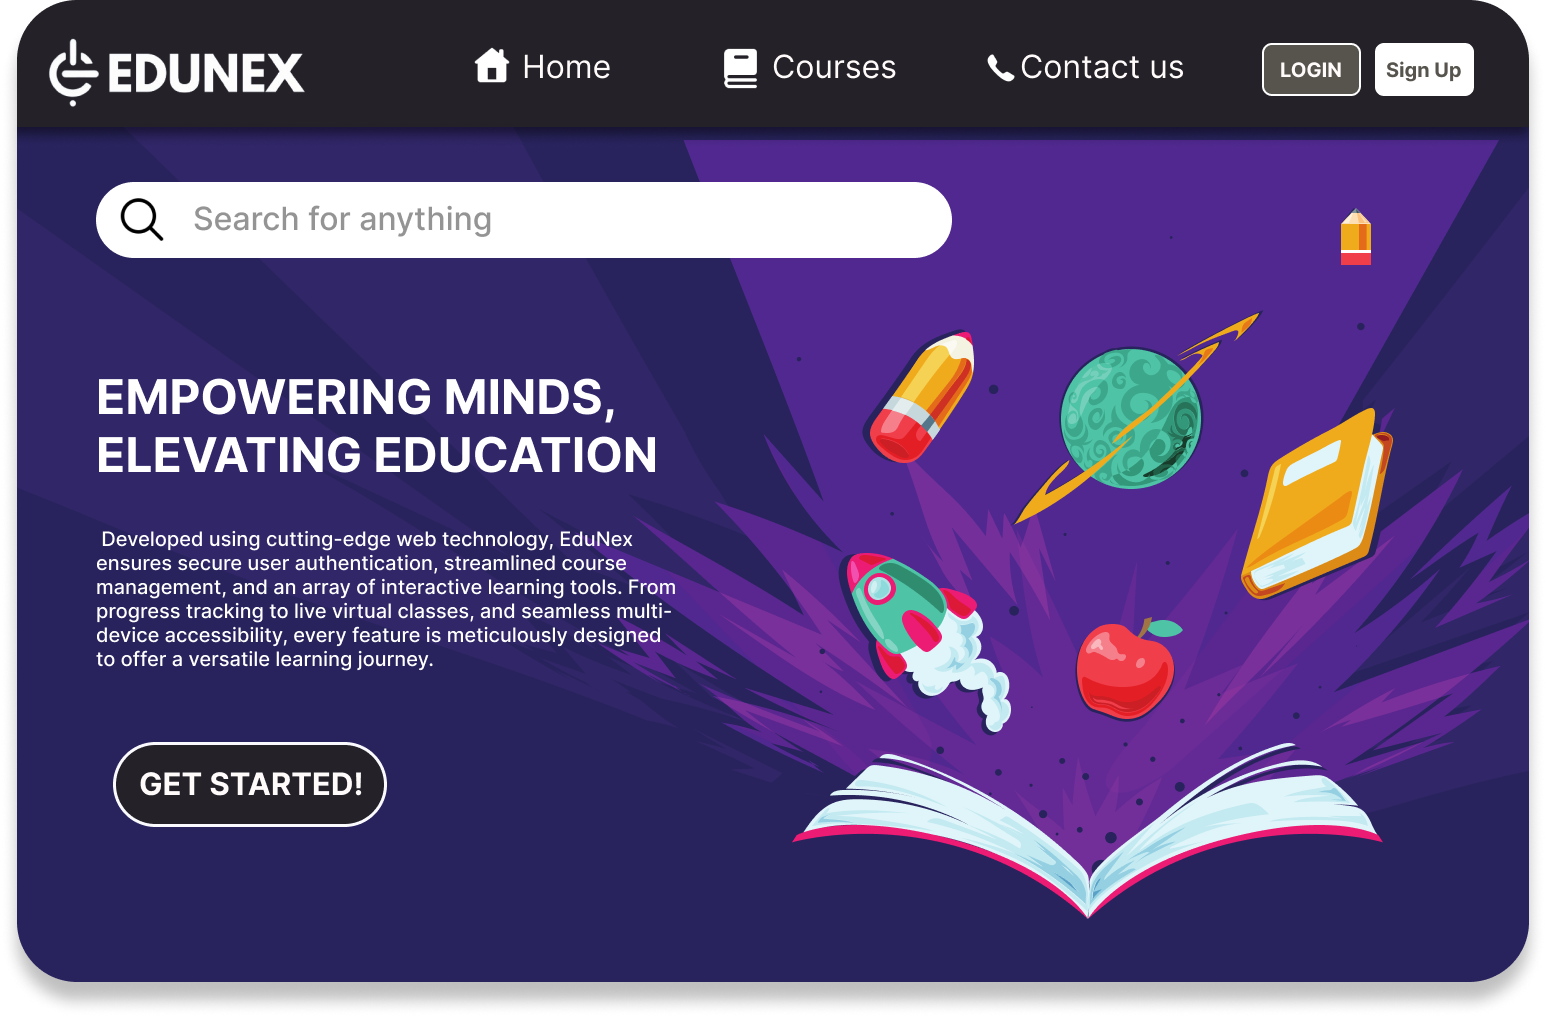 EDUNEX
Home
Courses
Contact us
LOGIN
Sign Up
Search for anything
EMPOWERING MINDS,
ELEVATING EDUCATION
Developed using cutting-edge web technology, EduNex
ensures secure user authentication, streamlined course
management, and an array of interactive learning tools. From
progress tracking to live virtual classes, and seamless multi-
device accessibility, every feature is meticulously designed
to offer a versatile learning journey.
GET STARTED!